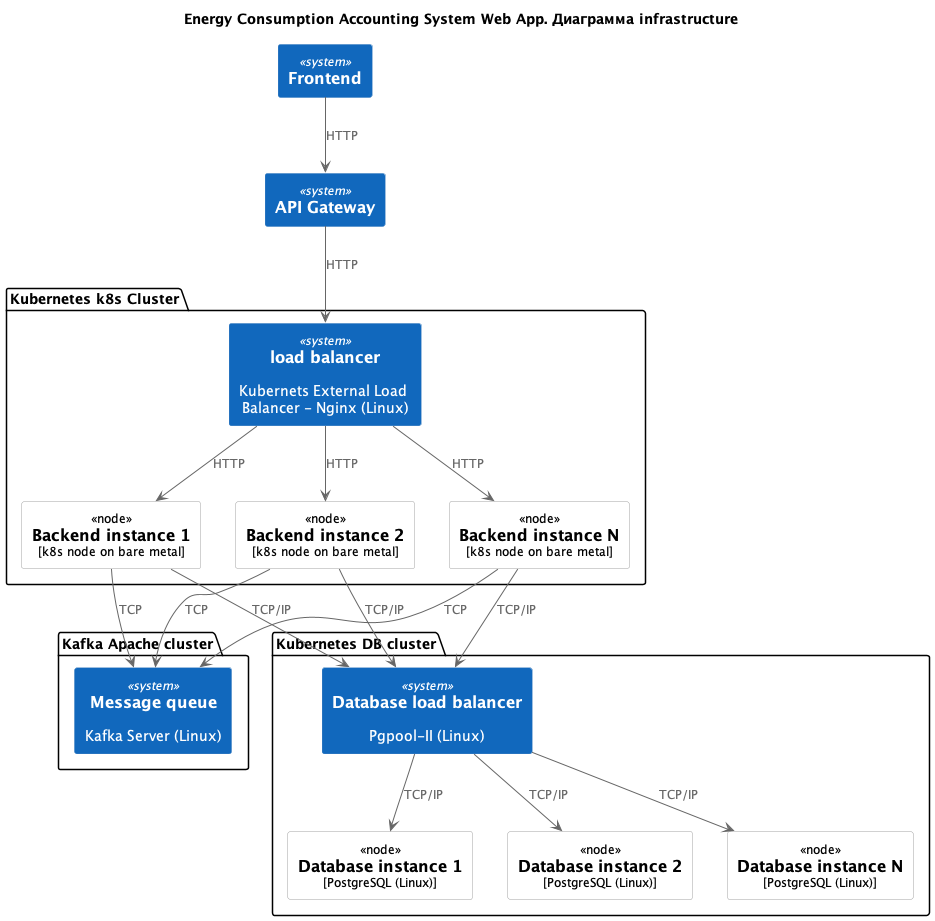 Energy Consumption Accounting System Web App. Диаграмма infrastructure
«system»
Frontend
HTTP
«system»
API Gateway
HTTP
Kubernetes k8s Cluster
«system»
load balancer
Kubernets External Load
Balancer - Nginx (Linux)
HTTP
HTTP
HTTP
«node»
Backend instance 1
[k8s node on bare metal]
«node»
Backend instance 2
[k8s node on bare metal]
«node»
Backend instance N
[k8s node on bare metal]
TCP
TCP
TCP/IP
TCP/IP
TCP
TCP/IP
Kafka Apache cluster
«system»
Message queue
Kafka Server (Linux)
Kubernetes DB cluster
«system»
Database load balancer
Pgpool-II (Linux)
TCP/IP
TCP/IP
TCP/IP
«node»
Database instance 1
[PostgreSQL (Linux)]
«node»
Database instance 2
[PostgreSQL (Linux)]
«node»
Database instance N
[PostgreSQL (Linux)]